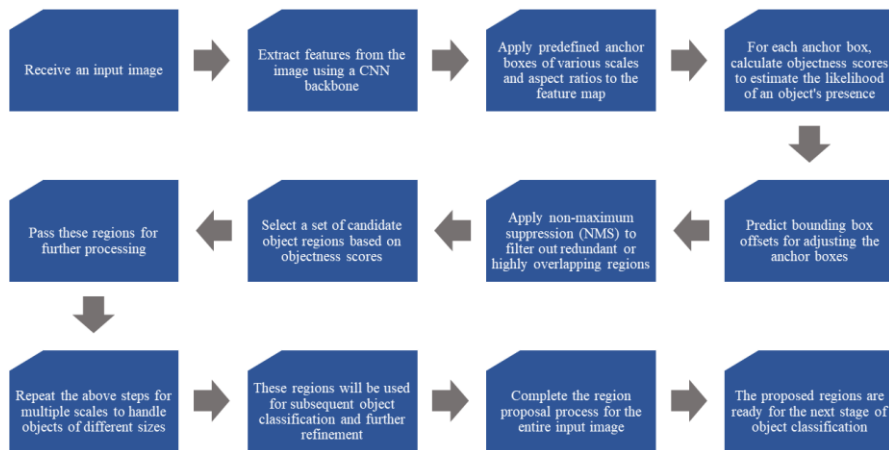 Receive an input image
Extract features from the
image using a CNN
backbone
Apply predefined anchor
boxes of various scales
and aspect ratios to the
feature map
For each anchor box,
calculate objectness scores
to estimate the likelihood
of an object's presence
Predict bounding box
offsets for adjusting the
anchor boxes
Apply non-maximum
suppression (NMS) to
filter out redundant or
highly overlapping regions
Select a set of candidate
object regions based on
objectness scores
Pass these regions for
further processing
Repeat the above steps for
multiple scales to handle
objects of different sizes
These regions will be used
for subsequent object
classification and further
refinement
Complete the region
proposal process for the
entire input image
The proposed regions are
ready for the next stage of
object classification